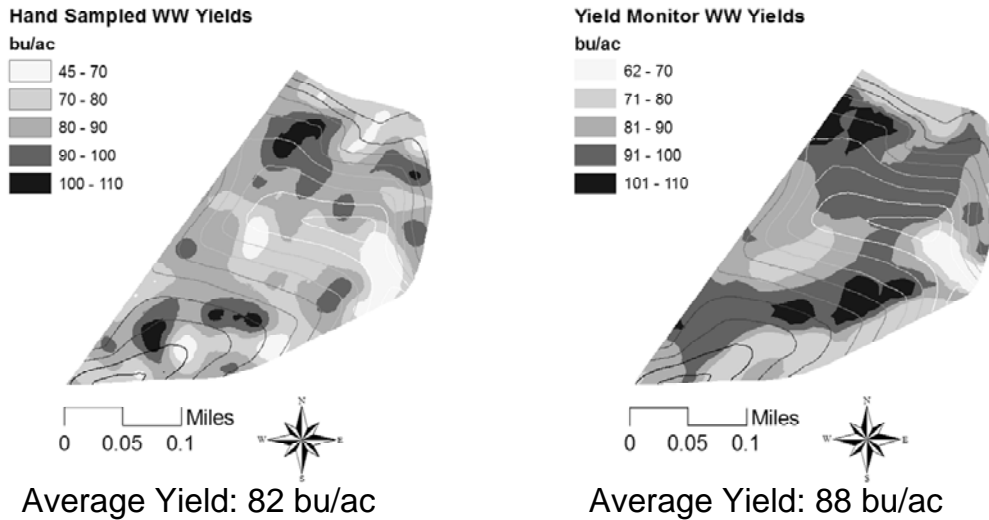 Hand Sampled WW Yields
bu/ac
45 - 70
70 - 80
80 - 90
90 - 100
100 - 110
Miles
0 0.05 0.1
N
W E
S
Average Yield: 82 bu/ac
Yield Monitor WW Yields
bu/ac
62 - 70
71 - 80
81 - 90
91 - 100
101 - 110
Miles
0 0.05 0.1
N
W E
S
Average Yield: 88 bu/ac